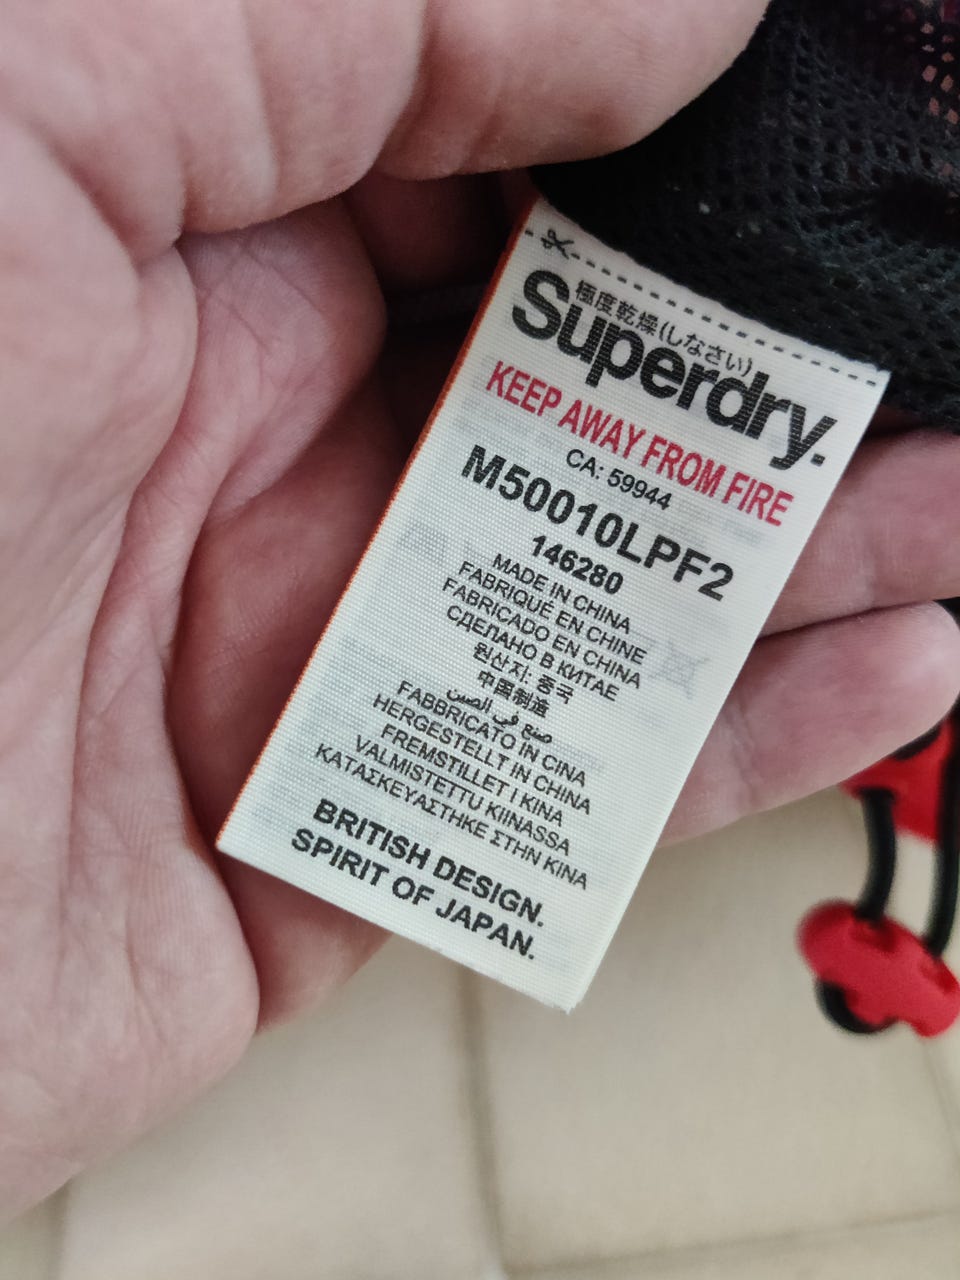 極度乾燥(しなさい)
Superdry.
KEEP AWAY FROM FIRE
CA: 59944
M50010LPF2
146280
MADE IN CHINA
FABRIQUÉ EN CHINE
FABRICADO EN CHINA
СДЕЛАНО В КИТАЕ
원산지: 중국
中国制造
صنع في الصين
FABBRICATO IN CINA
HERGESTELLT IN CHINA
FREMSTILLET I KINA
VALMISTETTU KIINASSA
ΚΑΤΑΣΚΕΥΑΣΤΗΚΕ ΣΤΗΝ ΚΙΝΑ
BRITISH DESIGN.
SPIRIT OF JAPAN.